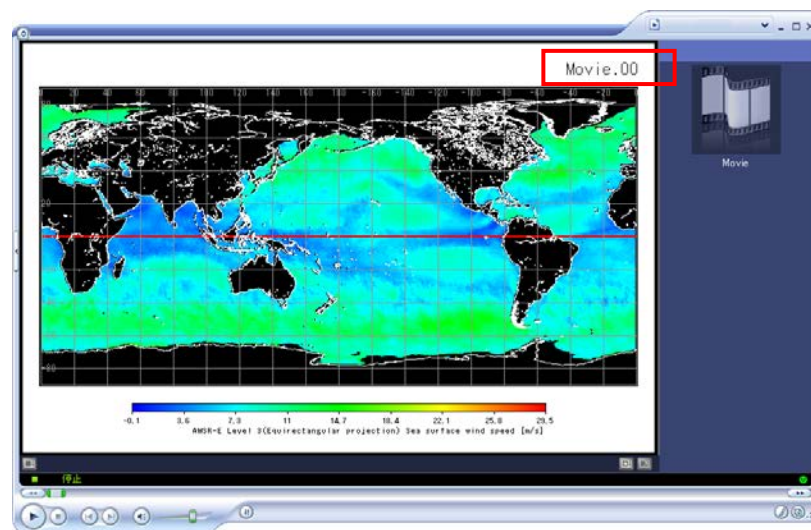 Movie.00
Movie
20
-0.1 3.6 7.3 11 14.7 18.4 22.1 25.8 29.5
AMSR-E Level 3(Equirectangular projection) Sea surface wind speed [m/s]
停止